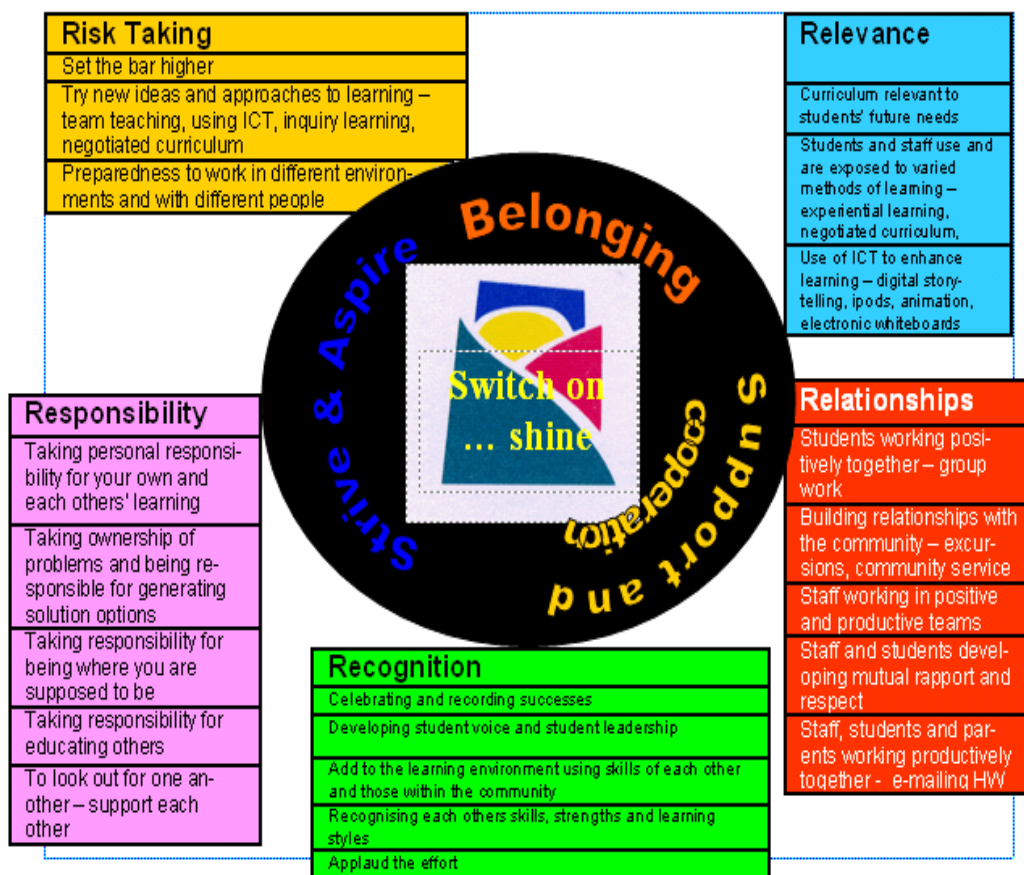 Risk Taking
Set the bar higher
Try new ideas and approaches to learning –
team teaching, using ICT, inquiry learning,
negotiated curriculum
Preparedness to work in different environ-
ments and with different people
Relevance
Curriculum relevant to
students' future needs
Students and staff use and
are exposed to varied
methods of learning –
experiential learning,
negotiated curriculum,
Use of ICT to enhance
learning – digital story-
telling, ipods, animation,
electronic whiteboards
Strive & Aspire
Belonging
Support and
cooperation
Switch on
... shine
Responsibility
Taking personal responsi-
bility for your own and
each others' learning
Taking ownership of
problems and being re-
sponsible for generating
solution options
Taking responsibility for
being where you are
supposed to be
Taking responsibility for
educating others
To look out for one an-
other – support each
other
Relationships
Students working posi-
tively together – group
work
Building relationships with
the community – excur-
sions, community service
Staff working in positive
and productive teams
Staff and students devel-
oping mutual rapport and
respect
Staff, students and par-
ents working productively
together - e-mailing HW
Recognition
Celebrating and recording successes
Developing student voice and student leadership
Add to the learning environment using skills of each other
and those within the community
Recognising each others skills, strengths and learning
styles
Applaud the effort